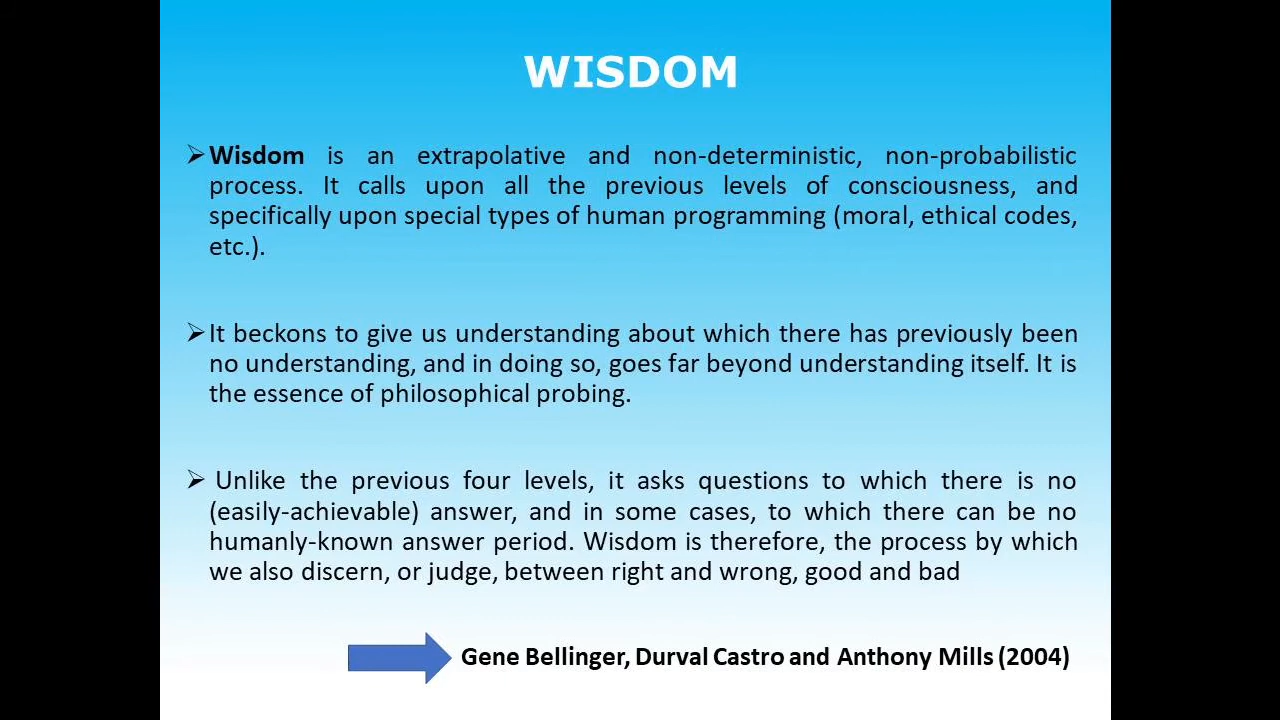 WISDOM
➢Wisdom is an extrapolative and non-deterministic, non-probabilistic
process. It calls upon all the previous levels of consciousness, and
specifically upon special types of human programming (moral, ethical codes,
etc.).
➢It beckons to give us understanding about which there has previously been
no understanding, and in doing so, goes far beyond understanding itself. It is
the essence of philosophical probing.
➢ Unlike the previous four levels, it asks questions to which there is no
(easily-achievable) answer, and in some cases, to which there can be no
humanly-known answer period. Wisdom is therefore, the process by which
we also discern, or judge, between right and wrong, good and bad
Gene Bellinger, Durval Castro and Anthony Mills (2004)